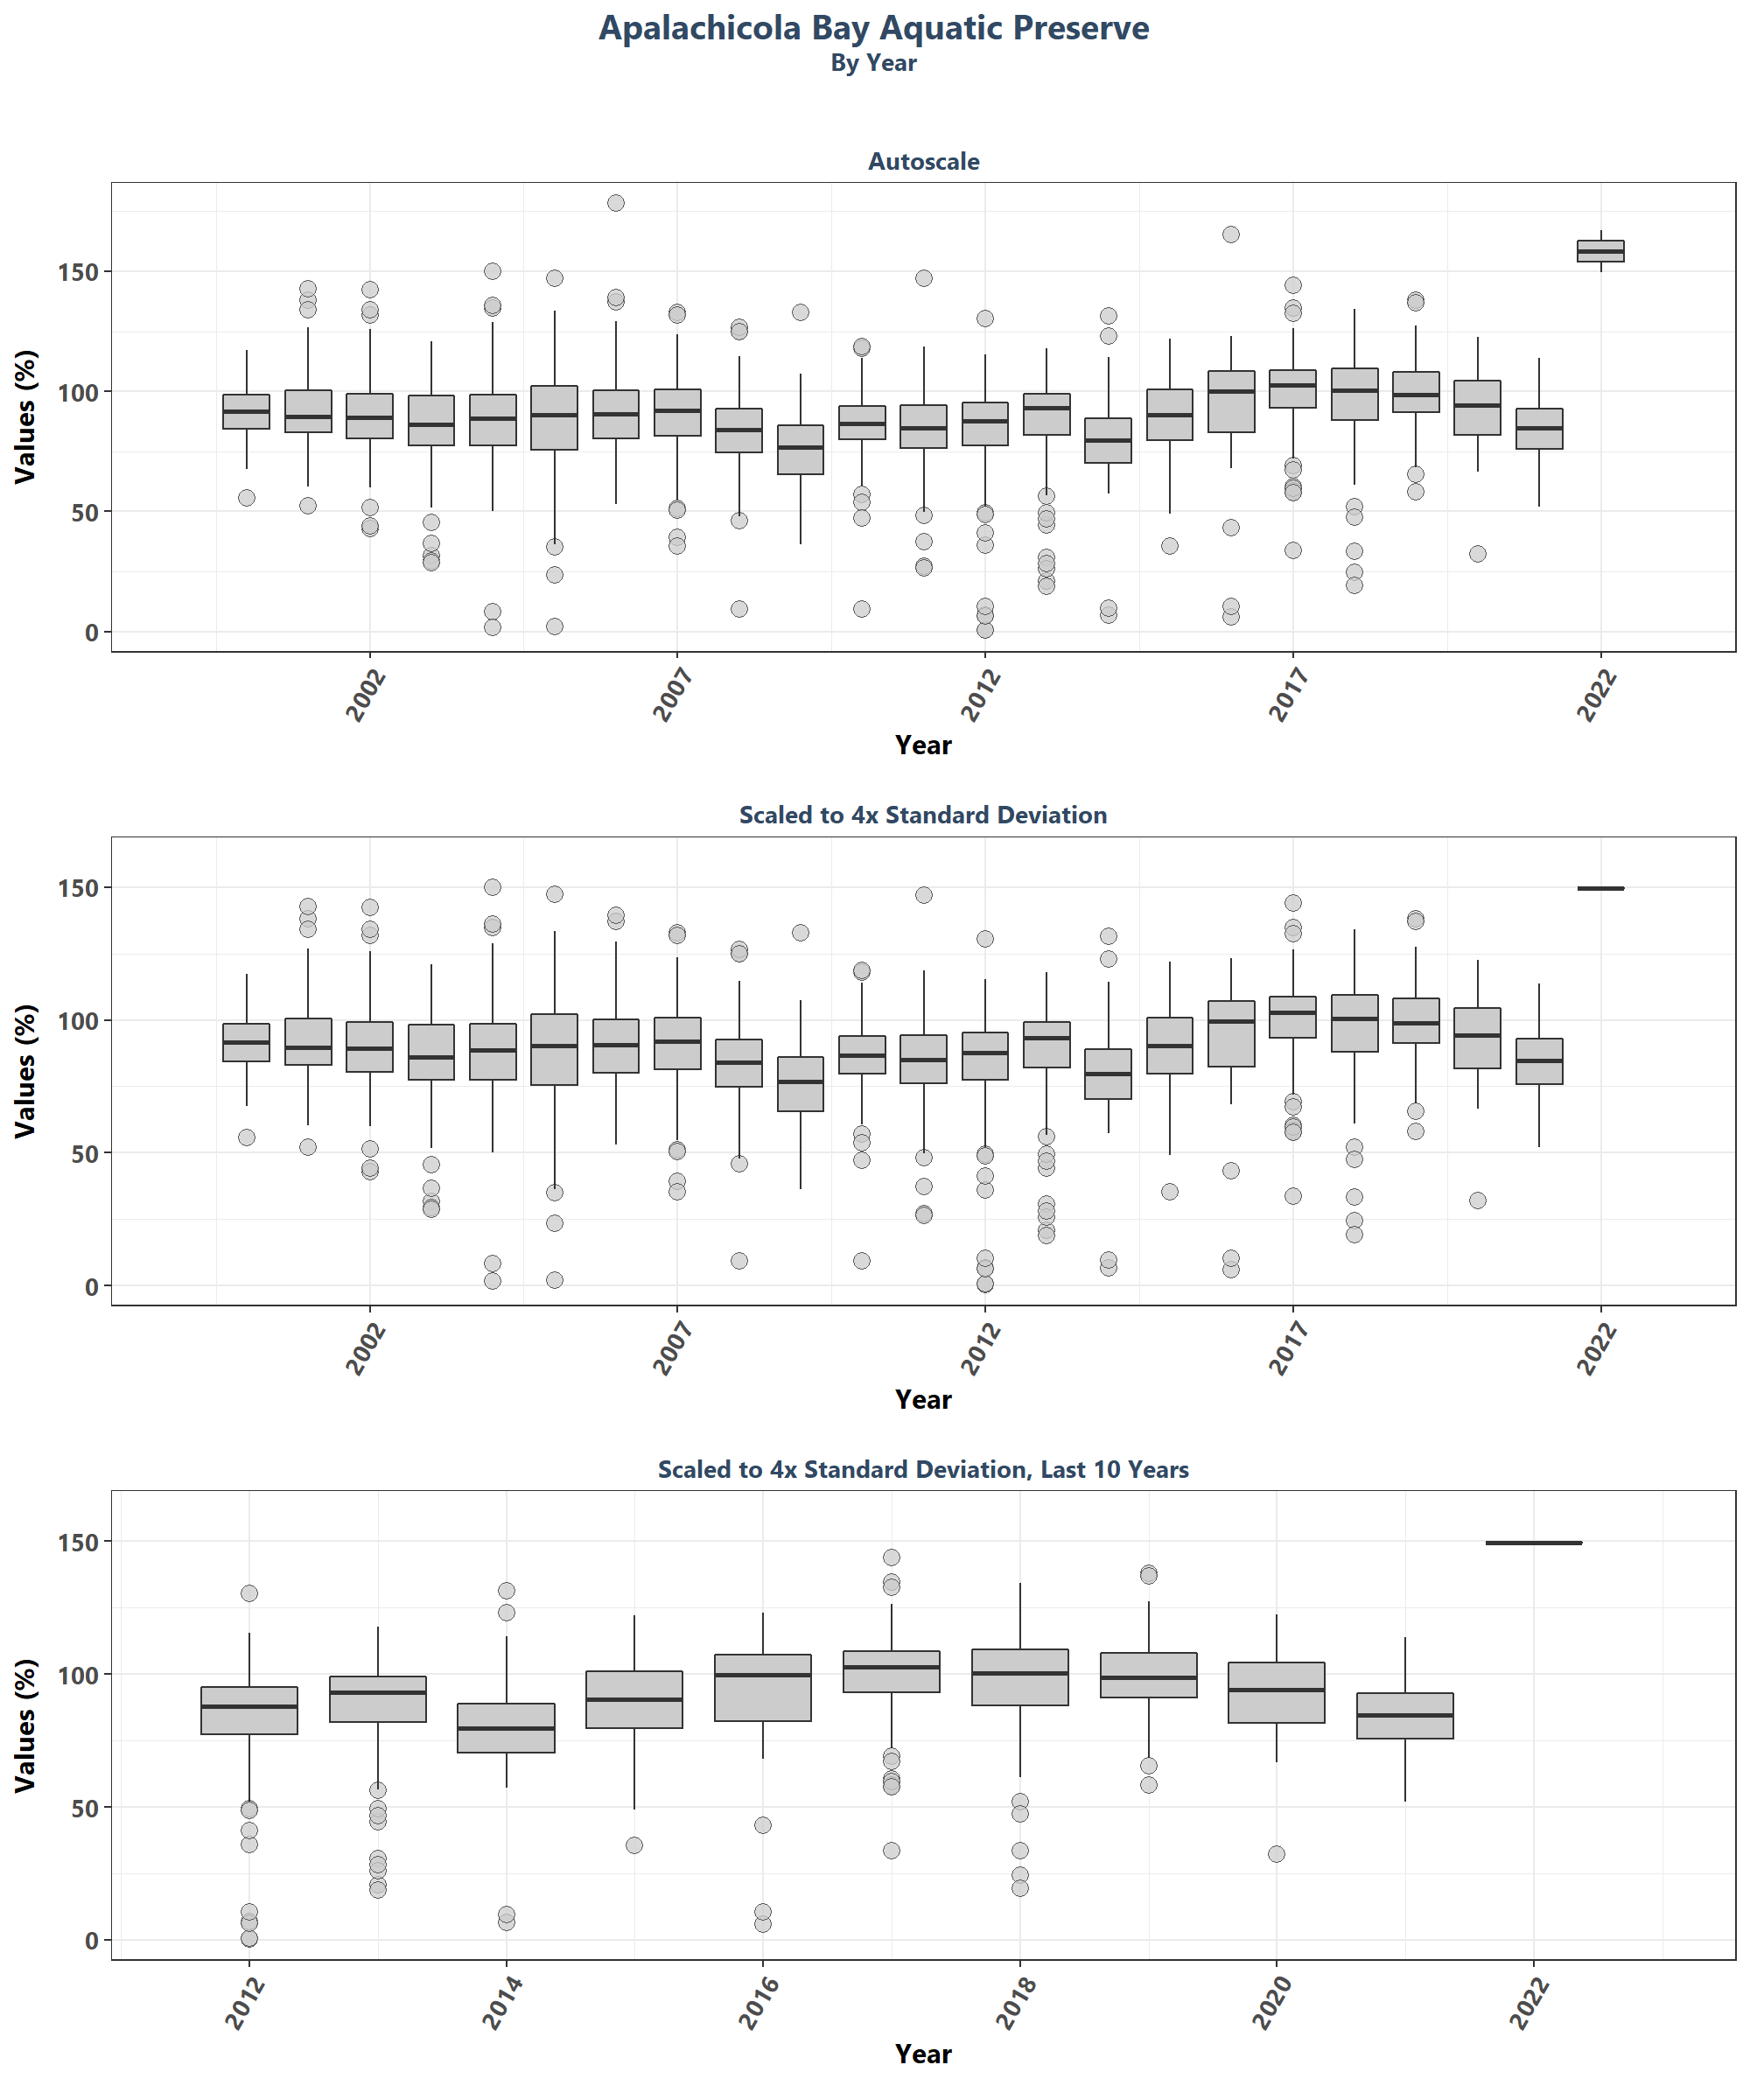 Apalachicola Bay Aquatic Preserve
By Year
Autoscale
Values (%)
150
100
50
0
2002 2007 2012 2017 2022
Year
Scaled to 4x Standard Deviation
Values (%)
150
100
50
0
2002 2007 2012 2017 2022
Year
Scaled to 4x Standard Deviation, Last 10 Years
Values (%)
150
100
50
0
2012 2014 2016 2018 2020 2022
Year